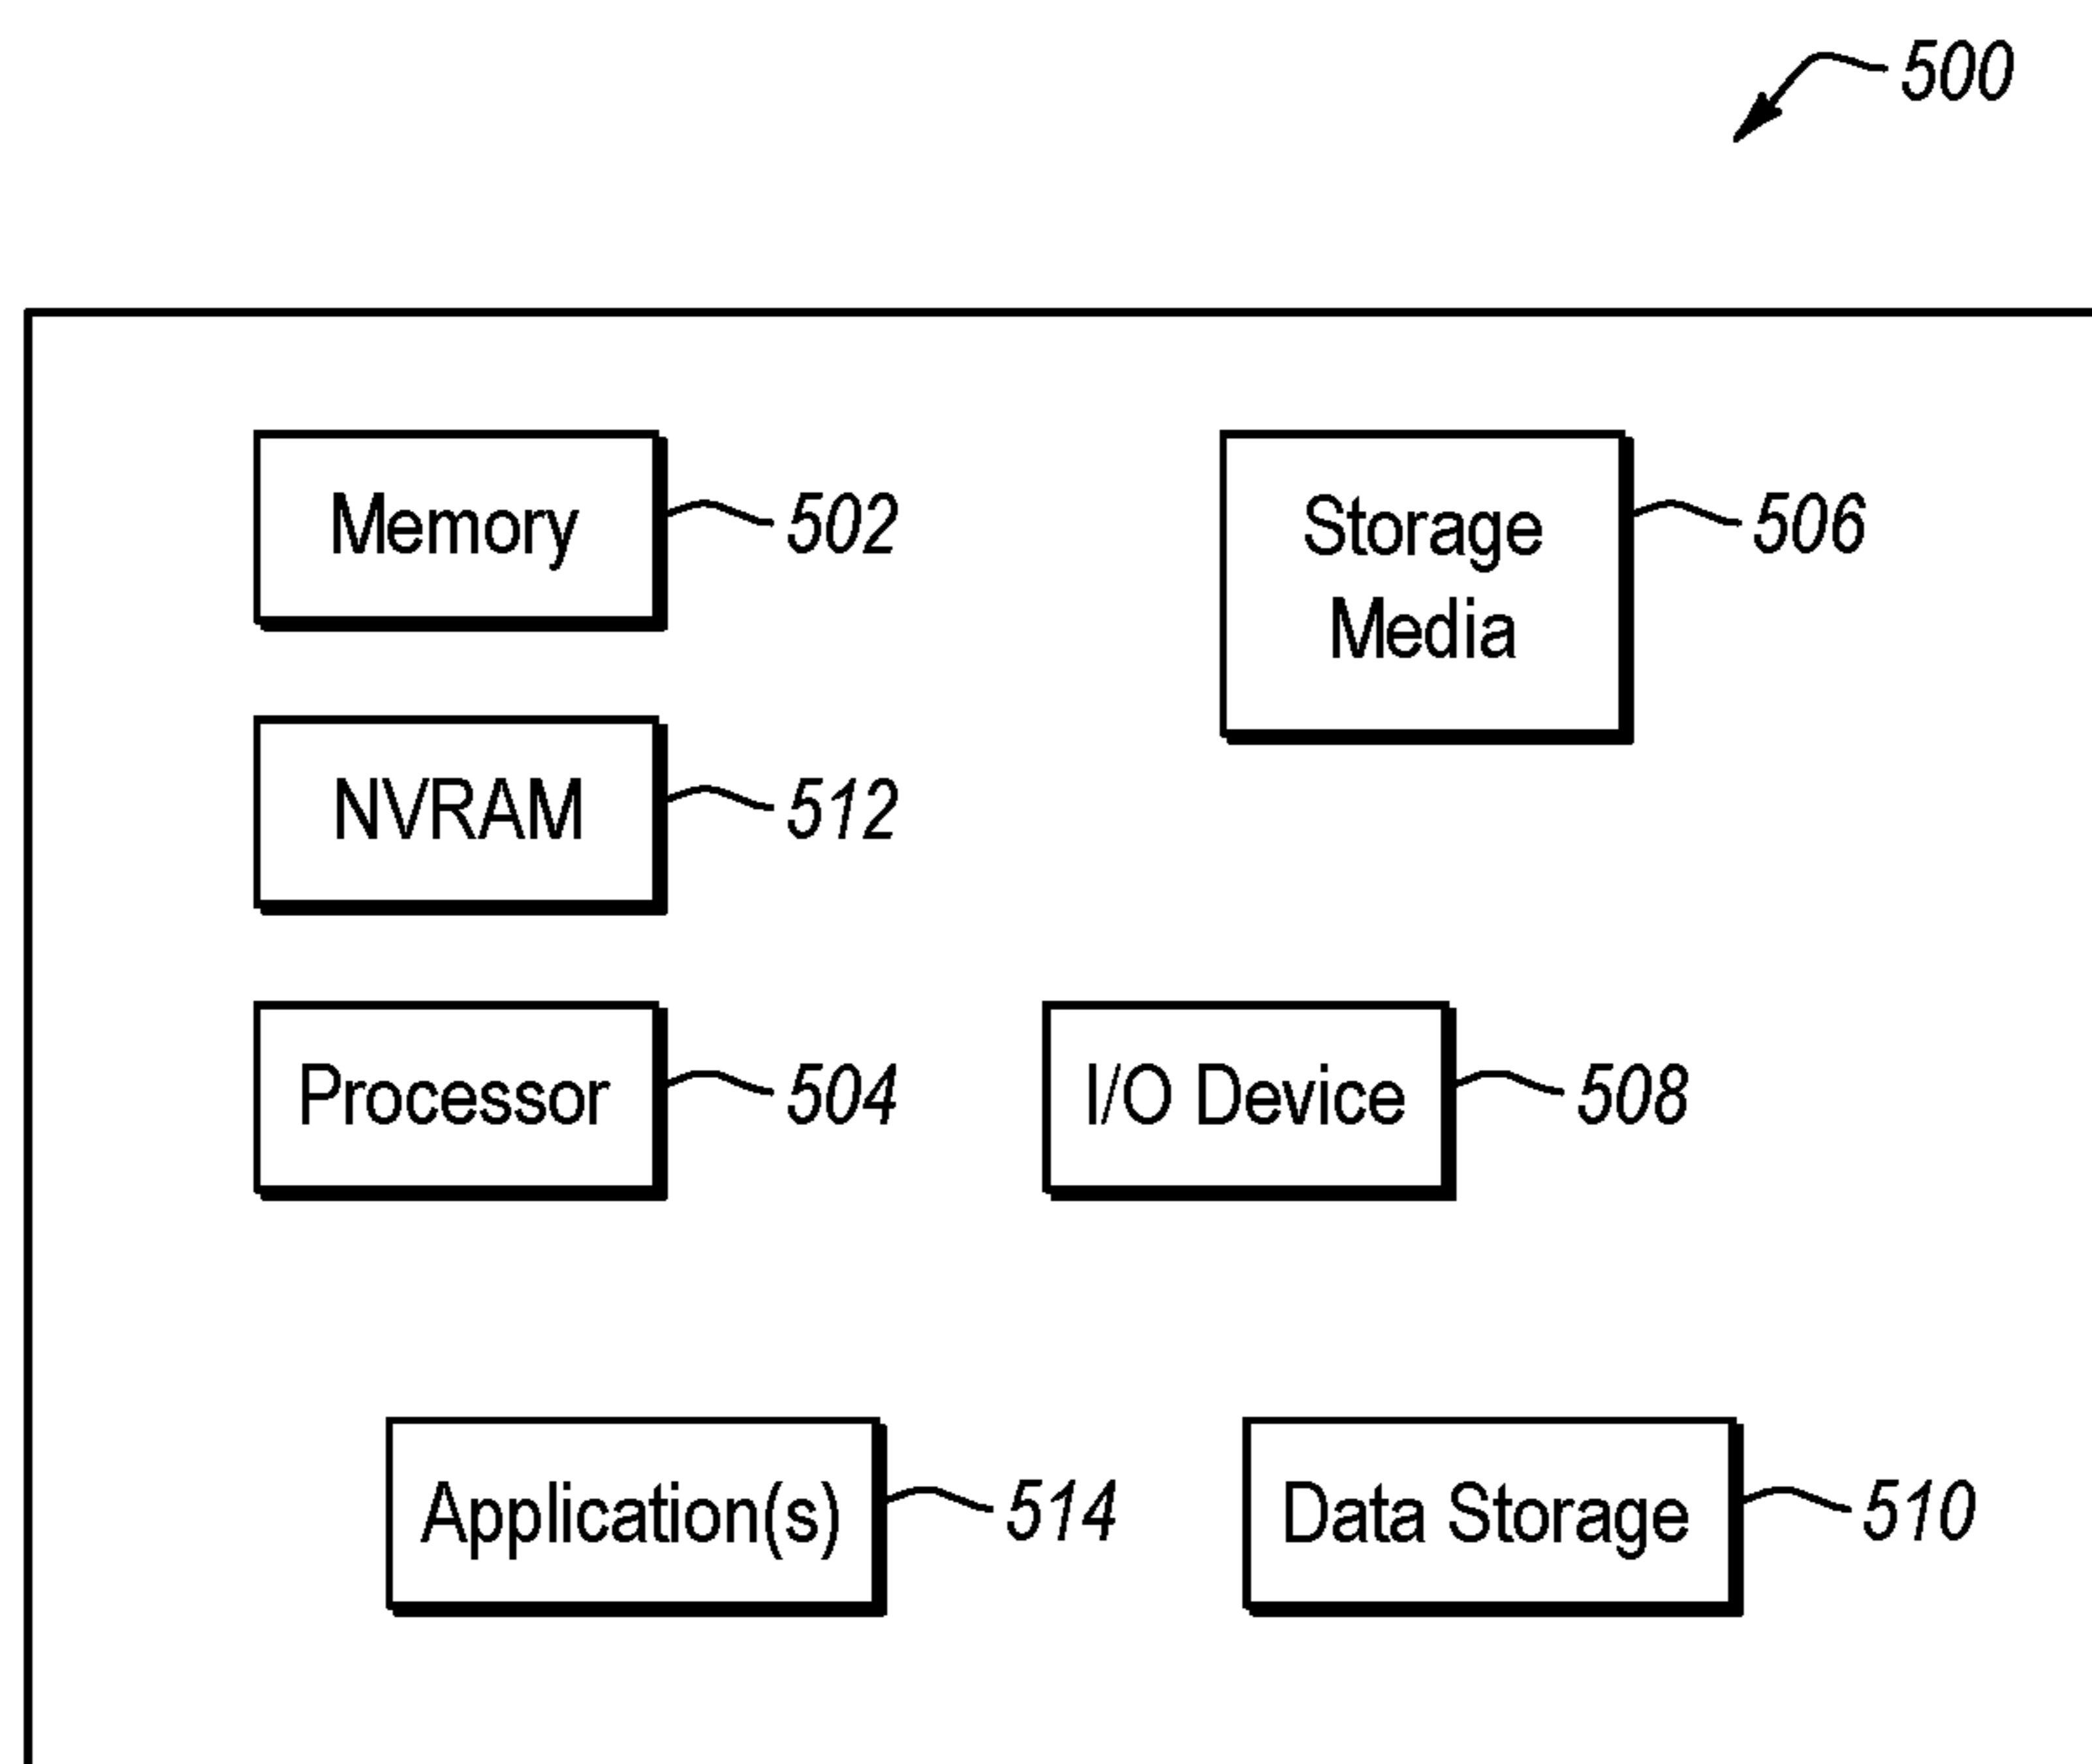 500
Memory 502
Storage 506
Media
NVRAM 512
Processor 504
I/O Device 508
Application(s) 514
Data Storage 510